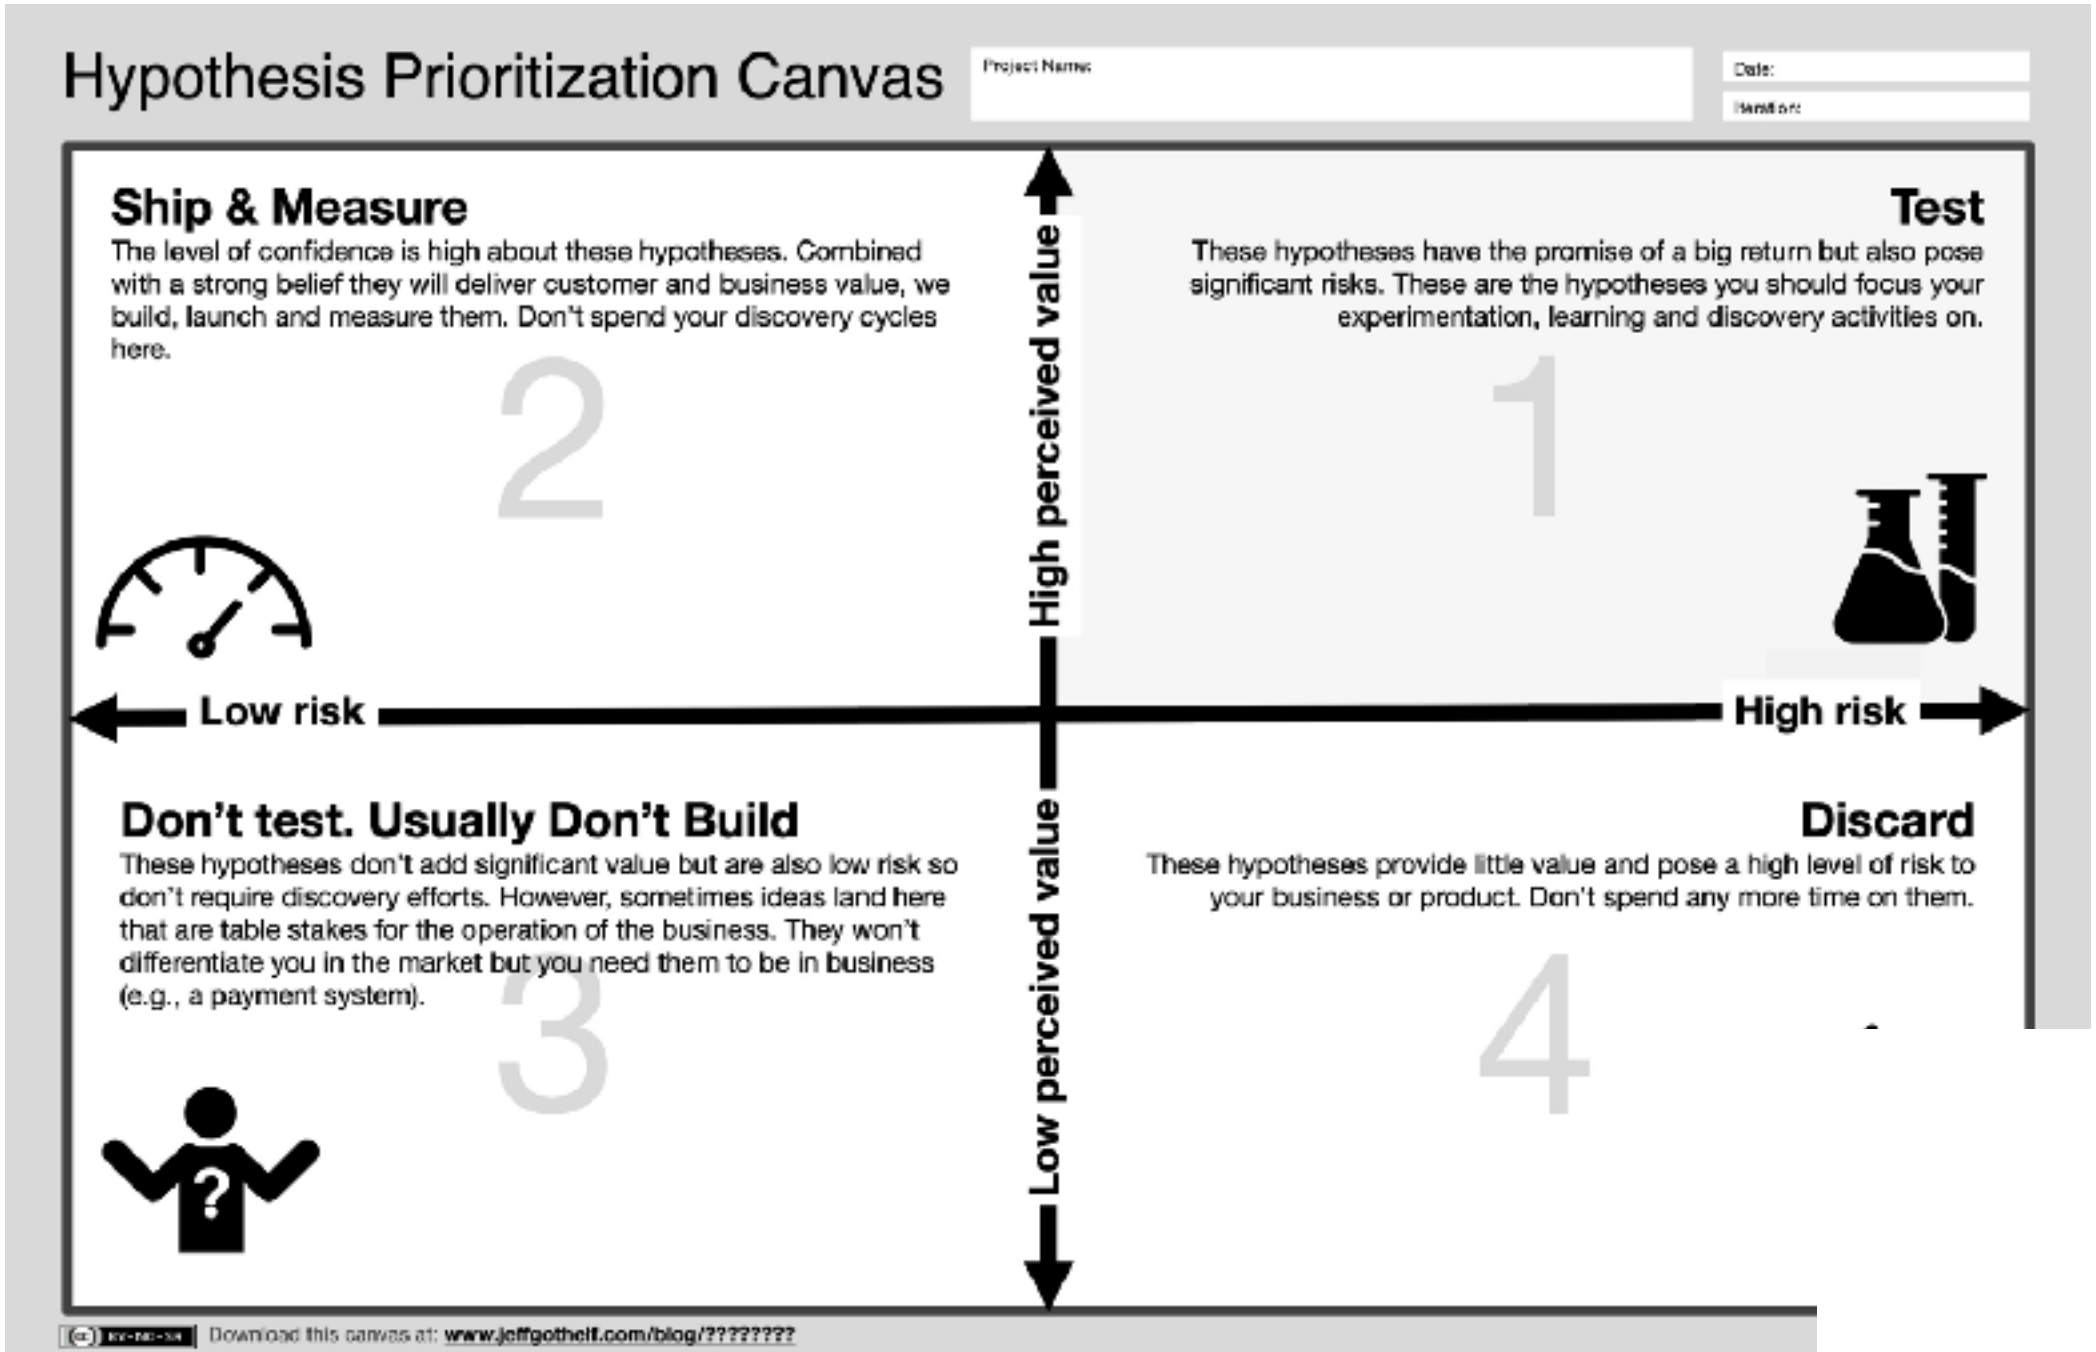 Hypothesis Prioritization Canvas
Project Name:
Date:
Iteration:
Ship & Measure
The level of confidence is high about these hypotheses. Combined
with a strong belief they will deliver customer and business value, we
build, launch and measure them. Don't spend your discovery cycles
here.
2
Test
These hypotheses have the promise of a big return but also pose
significant risks. These are the hypotheses you should focus your
experimentation, learning and discovery activities on.
1
High perceived value
Low risk
High risk
Don't test. Usually Don't Build
These hypotheses don't add significant value but are also low risk so
don't require discovery efforts. However, sometimes ideas land here
that are table stakes for the operation of the business. They won't
differentiate you in the market but you need them to be in business
(e.g., a payment system).
3
?
Low perceived value
Discard
These hypotheses provide little value and pose a high level of risk to
your business or product. Don't spend any more time on them.
4
(cc)
Download this canvas at: www.jeffgothelf.com/blog/????????